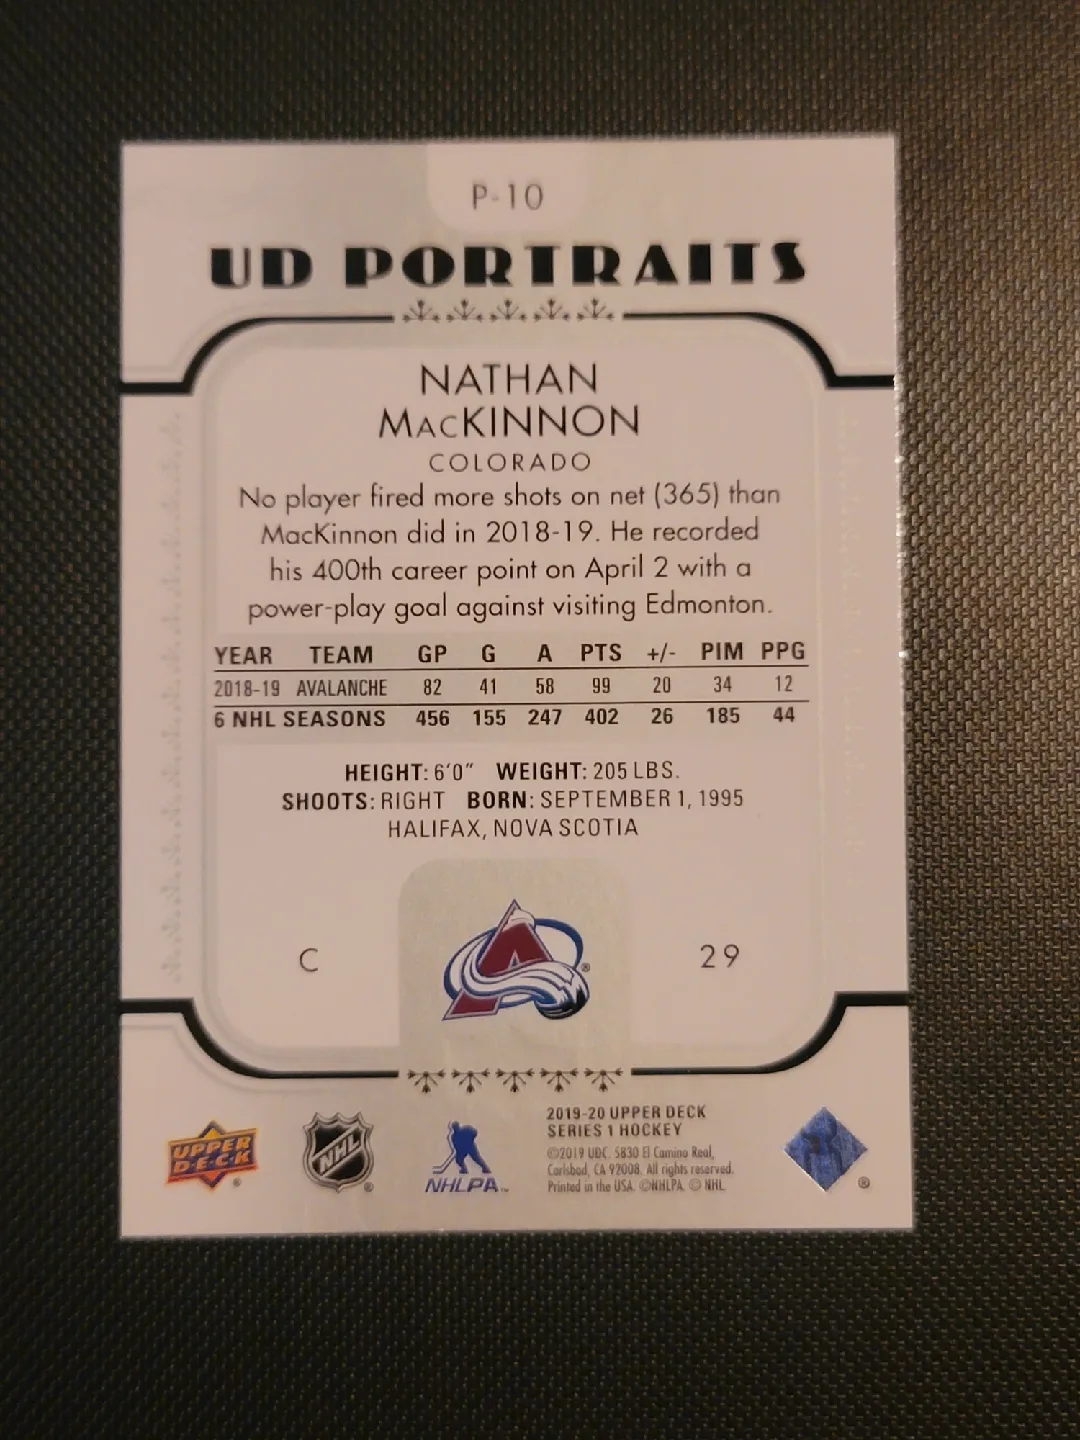 P-10
UD PORTRAITS
NATHAN
MacKINNON
COLORADO
No player fired more shots on net (365) than
MacKinnon did in 2018-19. He recorded
his 400th career point on April 2 with a
power-play goal against visiting Edmonton.
YEAR TEAM GP G A PTS +/- PIM PPG
2018-19 AVALANCHE 82 41 58 99 20 34 12
6 NHL SEASONS 456 155 247 402 26 185 44
HEIGHT: 6'0" WEIGHT: 205 LBS.
SHOOTS: RIGHT BORN: SEPTEMBER 1, 1995
HALIFAX, NOVA SCOTIA
C
A ®
29
UPPER DECK ®
NHL ®
NHLPA™
2019-20 UPPER DECK
SERIES 1 HOCKEY
©2019 UDC. 5830 El Camino Real,
Carlsbad, CA 92008. All rights reserved.
Printed in the USA. ©NHLPA. © NHL.
®